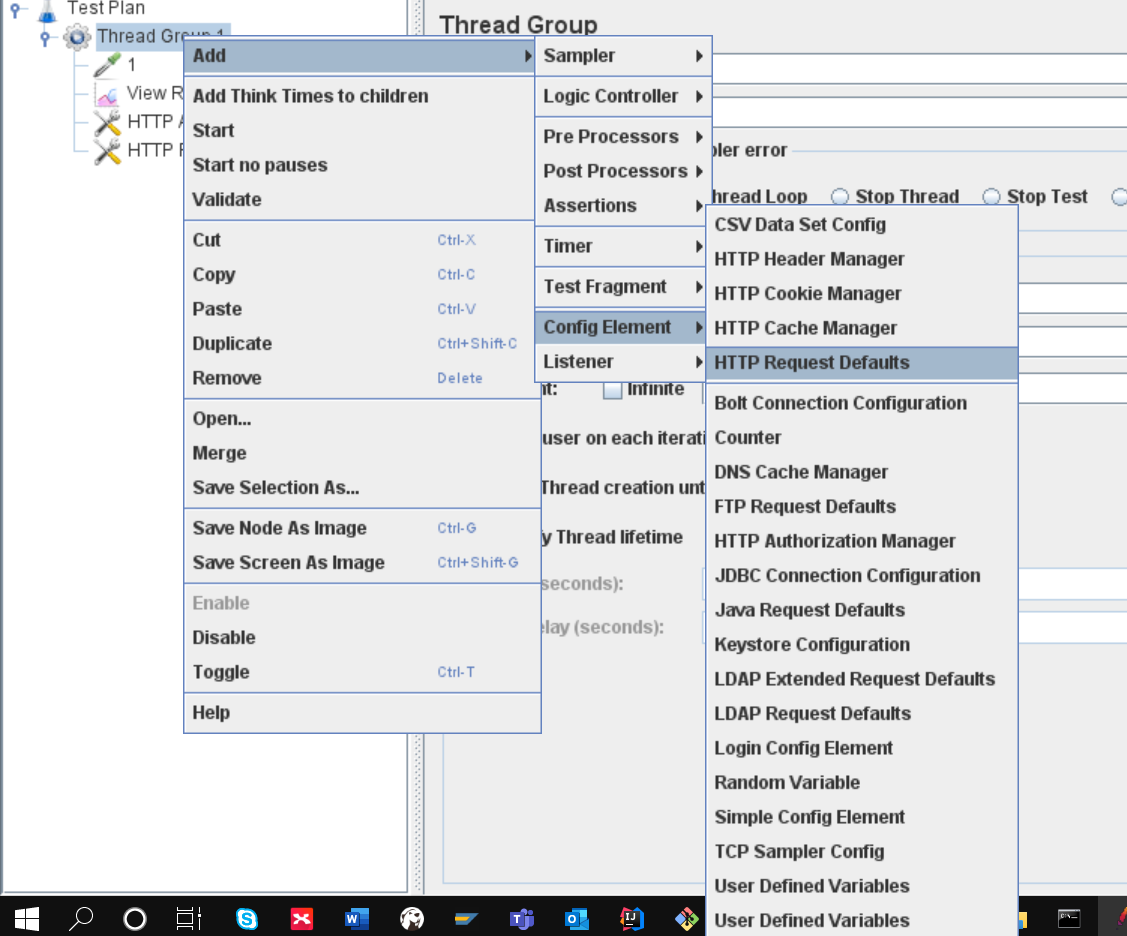 Test Plan
Thread Group 1
1
View R
HTTP A
HTTP R
Thread Group
Add
Add Think Times to children
Start
Start no pauses
Validate
Cut Ctrl-X
Copy Ctrl-C
Paste Ctrl-V
Duplicate Ctrl+Shift-C
Remove Delete
Open...
Merge
Save Selection As...
Save Node As Image Ctrl-G
Save Screen As Image Ctrl+Shift-G
Enable
Disable
Toggle Ctrl-T
Help
Sampler
Logic Controller
Pre Processors
Post Processors
Assertions
Timer
Test Fragment
Config Element
Listener
pler error
hread Loop Stop Thread Stop Test
CSV Data Set Config
HTTP Header Manager
HTTP Cookie Manager
HTTP Cache Manager
HTTP Request Defaults
Bolt Connection Configuration
Counter
DNS Cache Manager
FTP Request Defaults
HTTP Authorization Manager
JDBC Connection Configuration
Java Request Defaults
Keystore Configuration
LDAP Extended Request Defaults
LDAP Request Defaults
Login Config Element
Random Variable
Simple Config Element
TCP Sampler Config
User Defined Variables
User Defined Variables
nt: Infinite
user on each iterati
Thread creation unt
fy Thread lifetime
seconds):
elay (seconds):